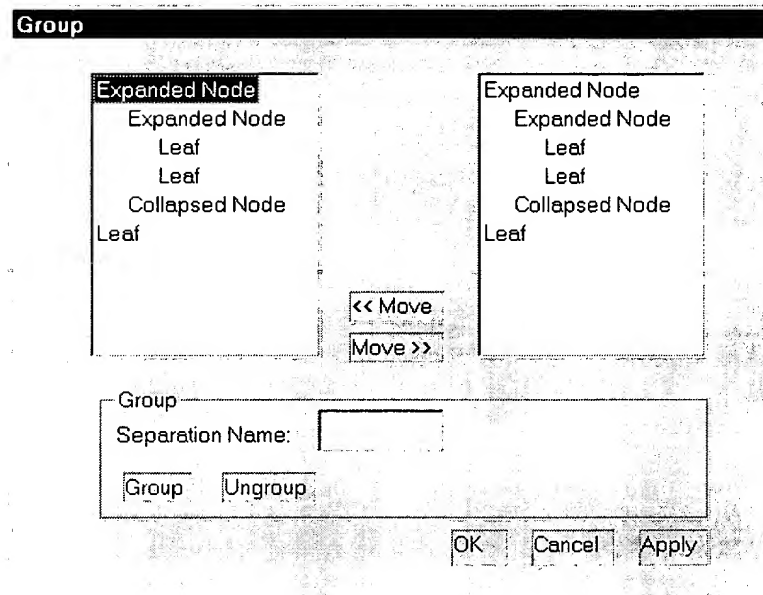 Group
Expanded Node
Expanded Node
Leaf
Leaf
Collapsed Node
Leaf
Expanded Node
Expanded Node
Leaf
Leaf
Collapsed Node
Leaf
<< Move
Move >>
Group
Separation Name:
Group Ungroup
OK Cancel Apply